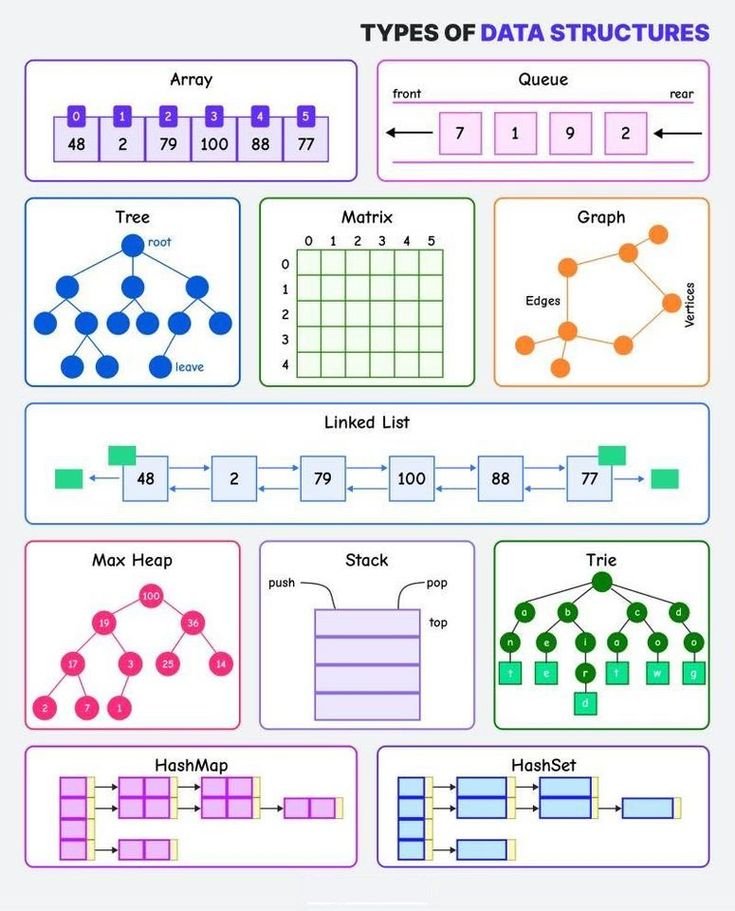 TYPES OF DATA STRUCTURES
Array
0 1 2 3 4 5
48 2 79 100 88 77
Queue
front rear
7 1 9 2
Tree
root
leave
Matrix
0 1 2 3 4 5
0
1
2
3
4
Graph
Edges
Vertices
Linked List
48 2 79 100 88 77
Max Heap
100
19 36
17 3 25 14
2 7 1
Stack
push pop
top
Trie
a b c d
n e i a o o
t e r t w g
d
HashMap
HashSet